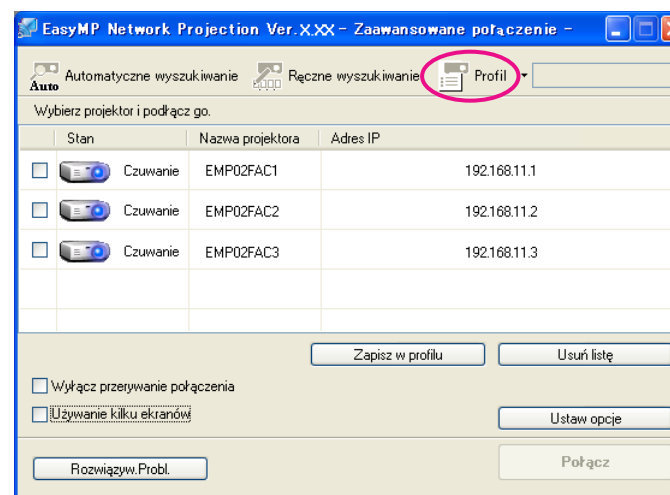 EasyMP Network Projection Ver.X.XX - Zaawansowane połączenie -
Auto Automatyczne wyszukiwanie Ręczne wyszukiwanie Profil
Wybierz projektor i podłącz go.
Stan Nazwa projektora Adres IP
Czuwanie EMP02FAC1 192.168.11.1
Czuwanie EMP02FAC2 192.168.11.2
Czuwanie EMP02FAC3 192.168.11.3
Zapisz w profilu Usuń listę
Wyłącz przerywanie połączenia
Używanie kilku ekranów
Ustaw opcje
Rozwiązyw.Probl. Połącz